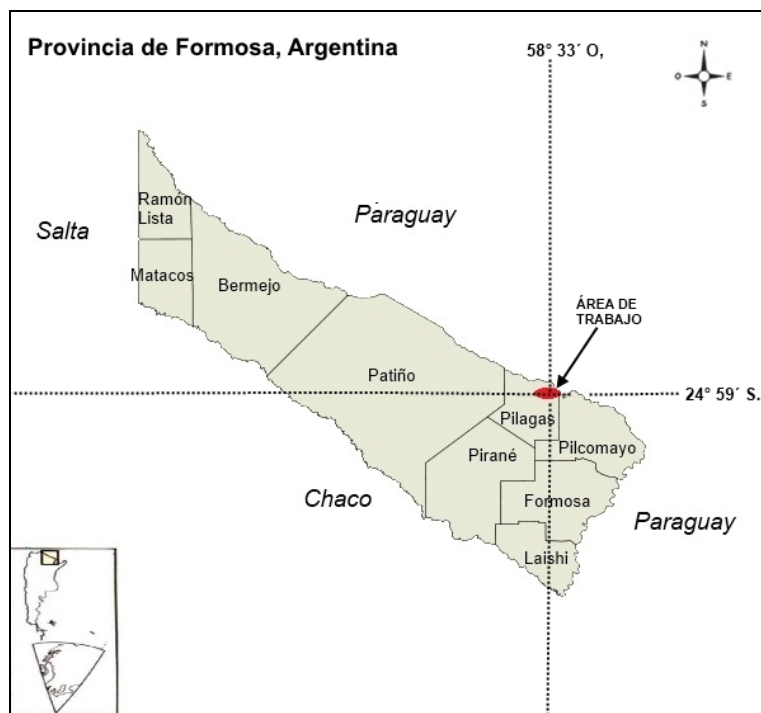 Provincia de Formosa, Argentina
58° 33´ O,
N
O
E
S
Ramón
Lista
Salta
Paraguay
Matacos
Bermejo
ÁREA DE
TRABAJO
Patiño
24° 59´ S.
Pilagas
Pilcomayo
Pirané
Chaco
Formosa
Paraguay
Laishi